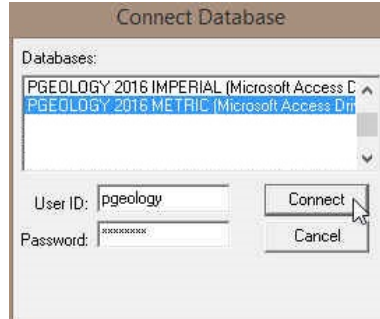 Connect Database
Databases:
PGEOLOGY 2016 IMPERIAL (Microsoft Access D
PGEOLOGY 2016 METRIC (Microsoft Access Dri
User ID: pgeology
Connect
Password: ********
Cancel